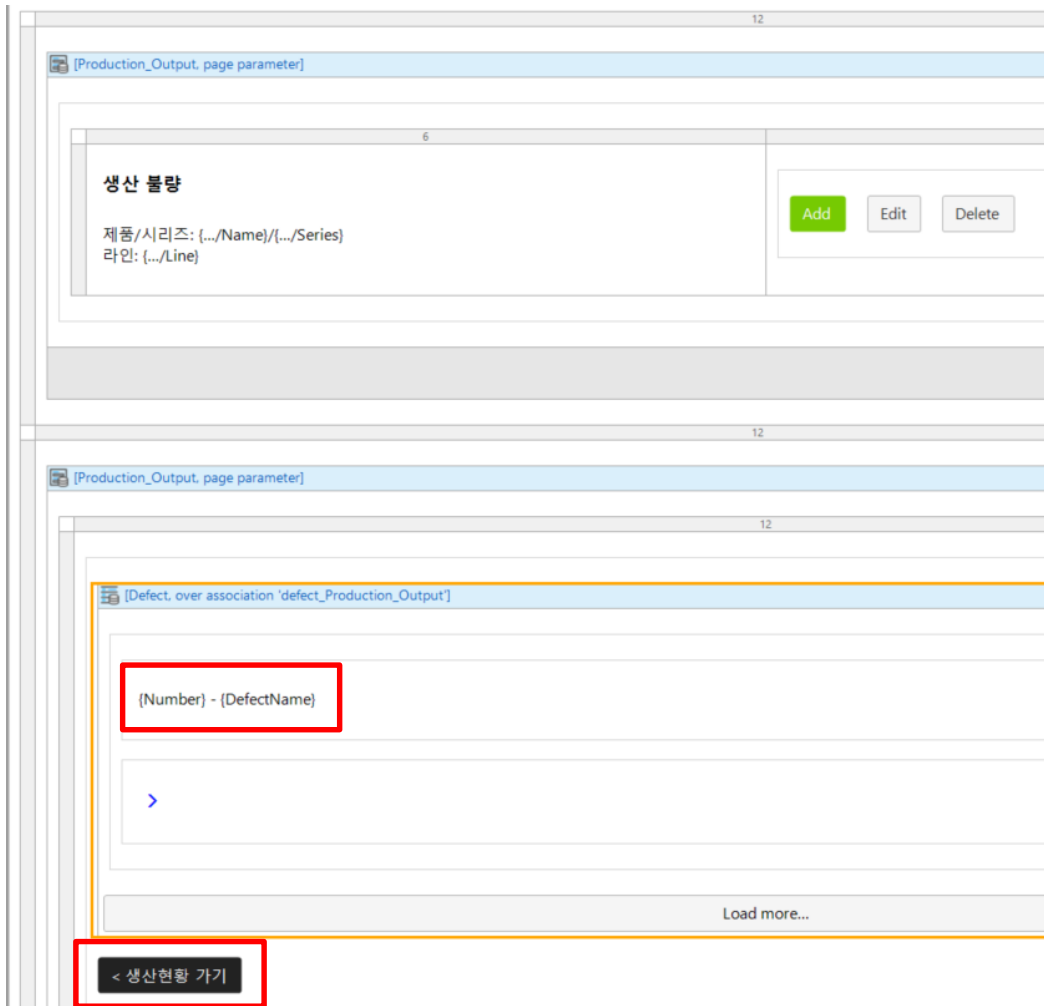 12
[Production_Output, page parameter]
6
생산 불량
제품/시리즈: {.../Name}/{.../Series}
라인: {.../Line}
Add Edit Delete
12
[Production_Output, page parameter]
12
[Defect, over association 'defect_Production_Output']
{Number} - {DefectName}
Load more...
< 생산현황 가기